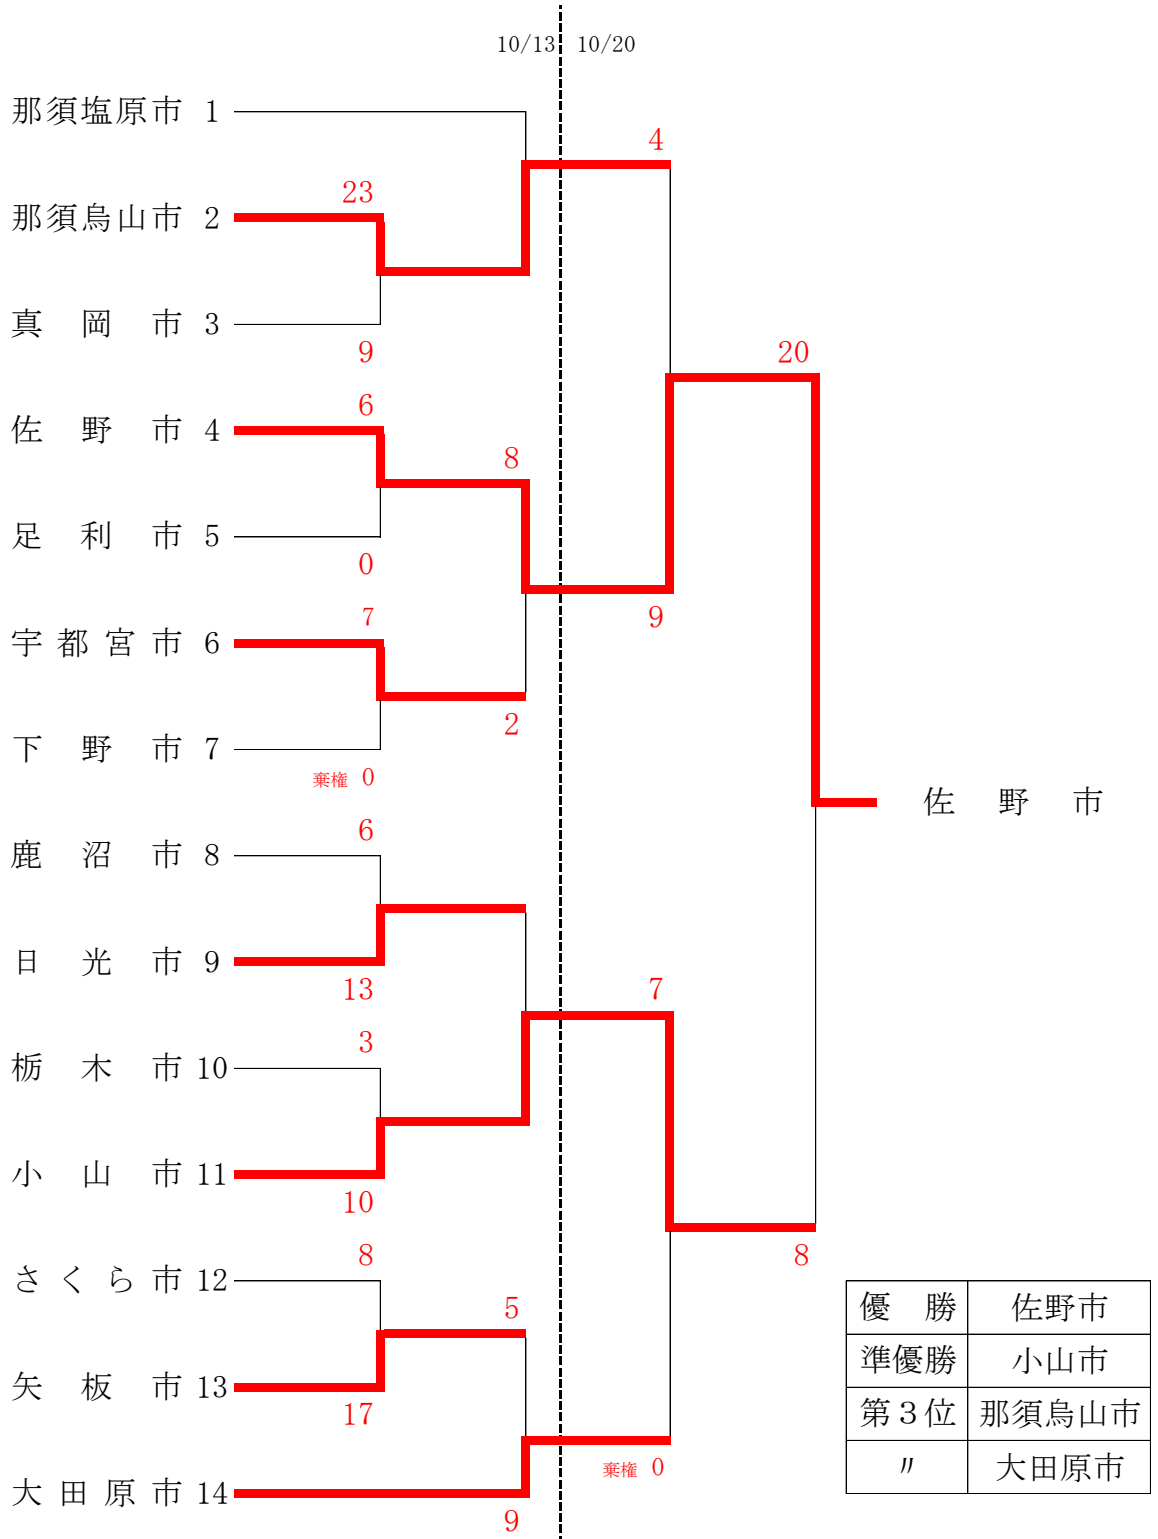 10/13 10/20
那須塩原市 1
4
23
那須烏山市 2
真岡市 3
9
20
6
佐野市 4
8
足利市 5
0
7
9
宇都宮市 6
2
下野市 7
棄権 0
佐野市
6
鹿沼市 8
日光市 9
13
7
3
栃木市 10
小山市 11
10
8
8
さくら市 12
5
優勝 佐野市
準優勝 小山市
矢板市 13
17
第３位 那須烏山市
棄権 0
〃 大田原市
大田原市 14
9